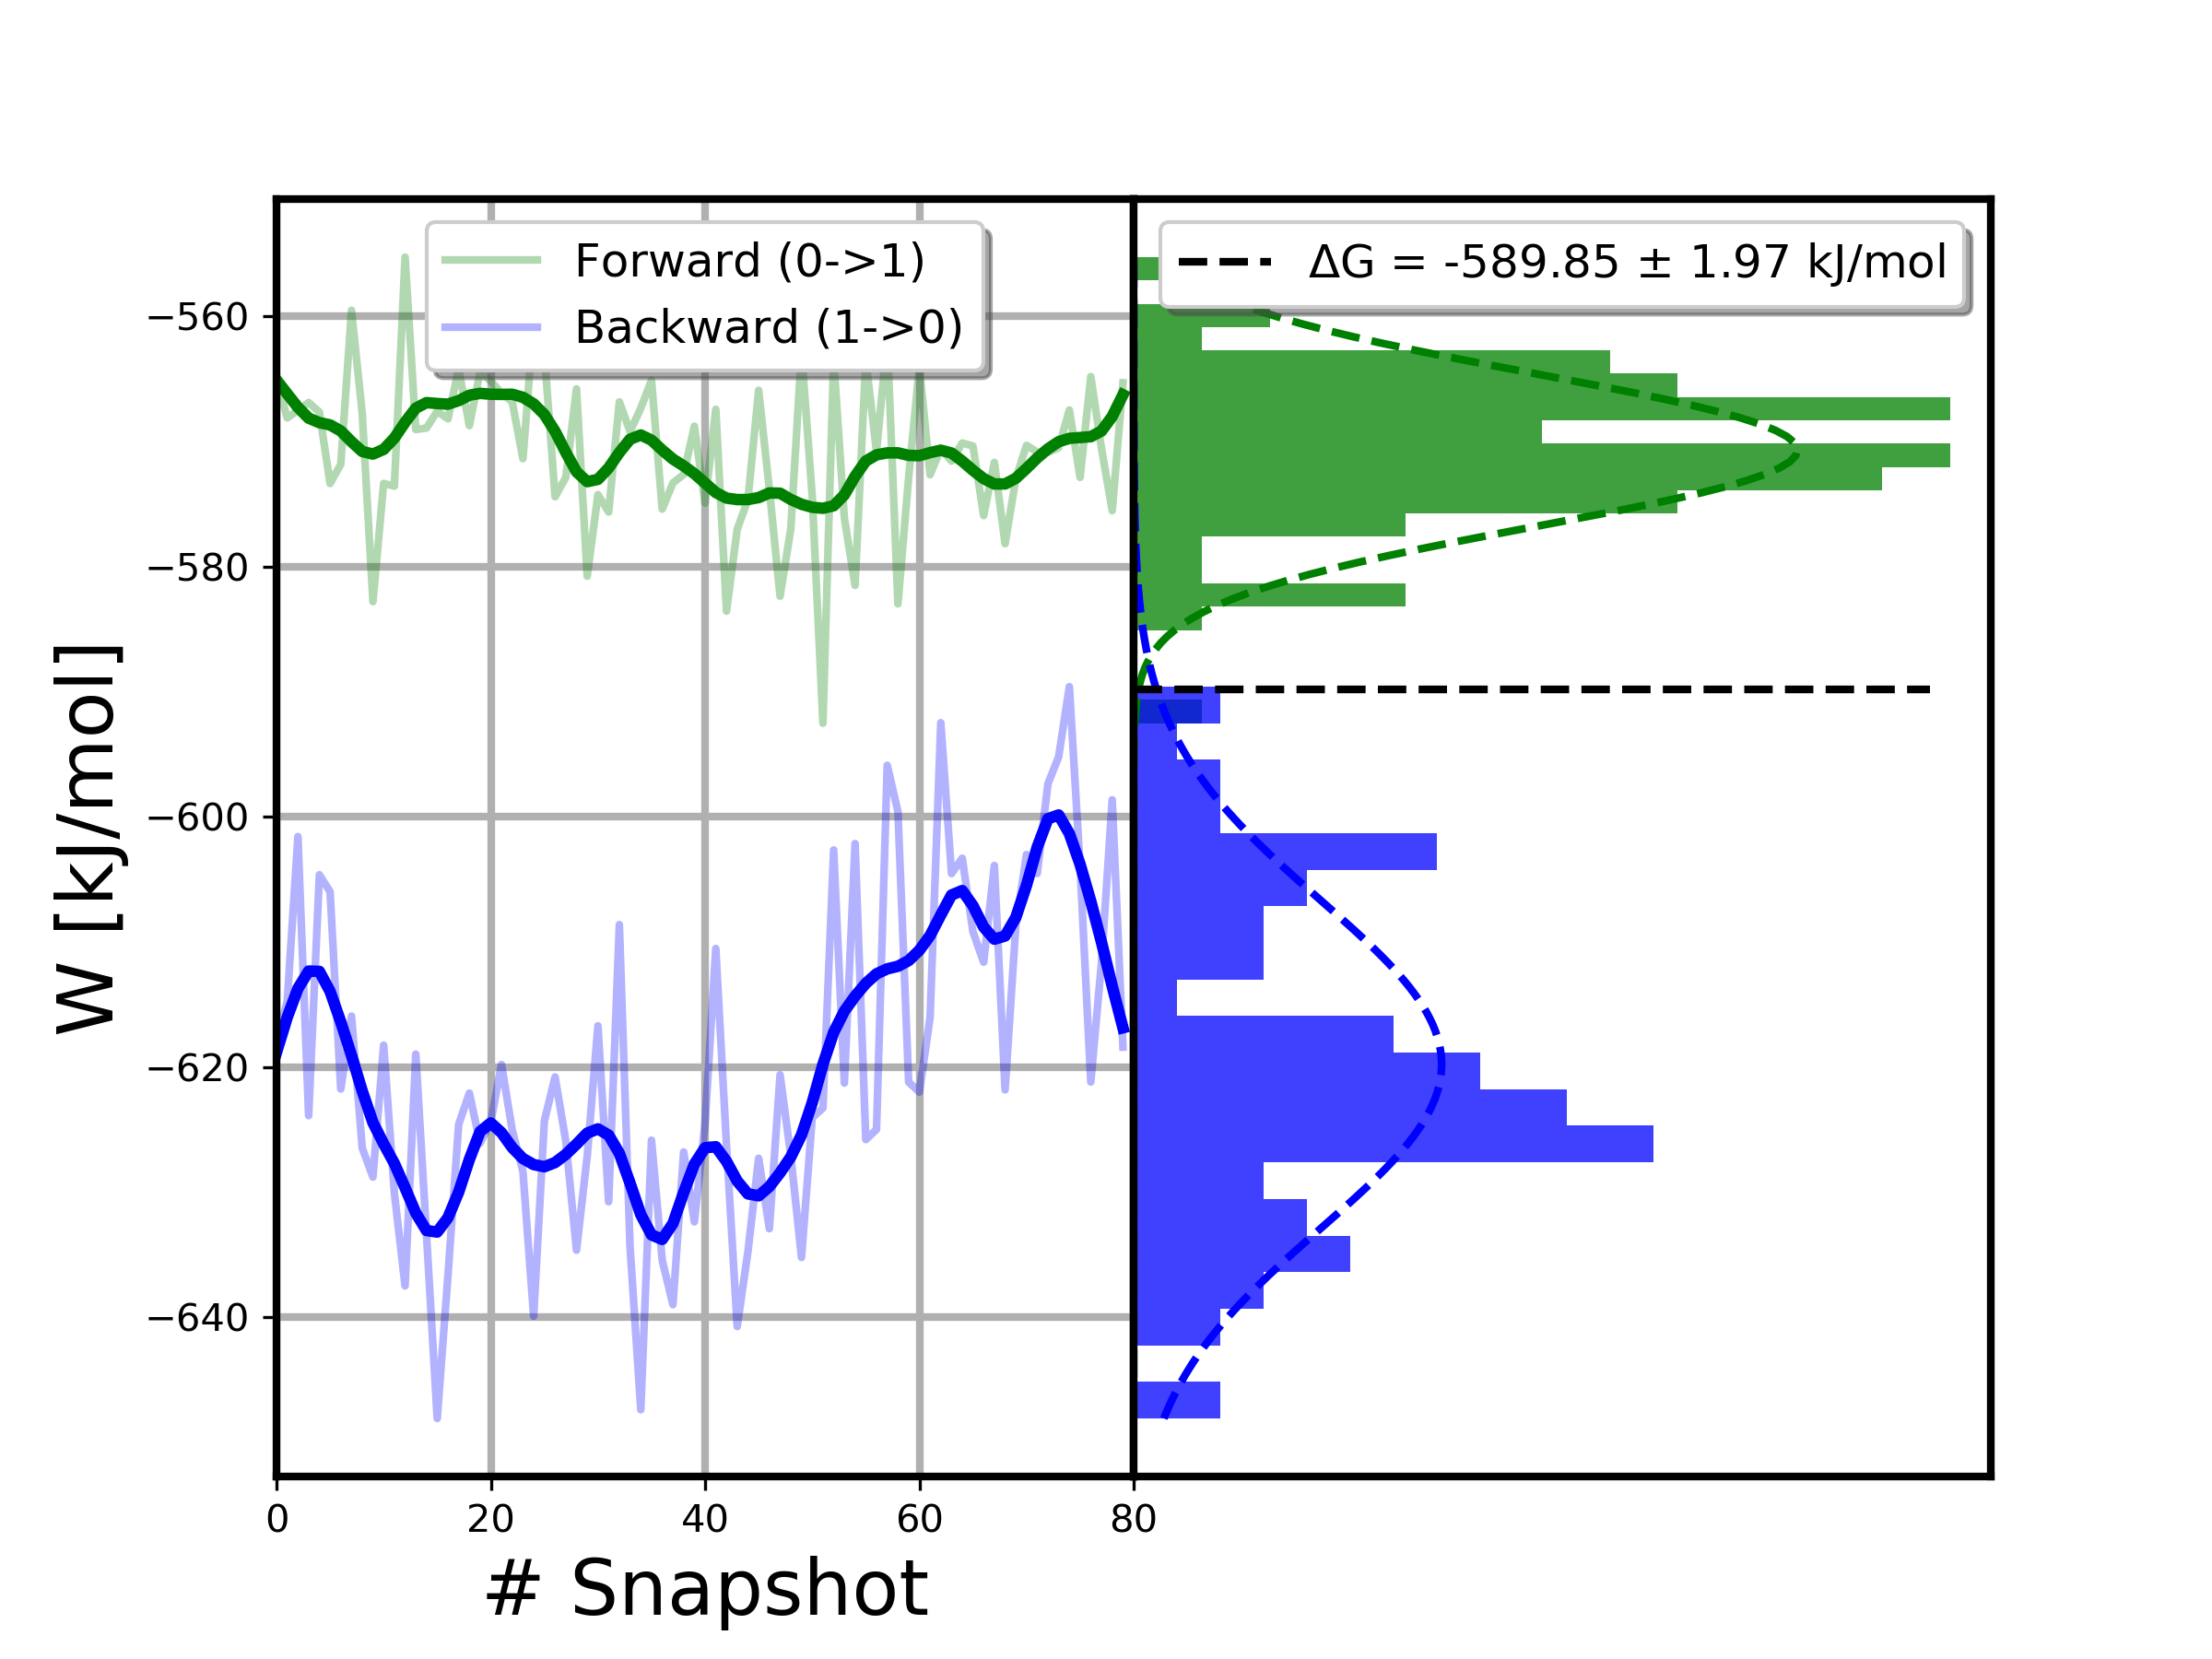 Forward (0->1)
Backward (1->0)
ΔG = -589.85 ± 1.97 kJ/mol
W [kJ/mol]
−560
−580
−600
−620
−640
0 20 40 60 80
# Snapshot